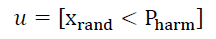 u = [x_rand < P_harm]